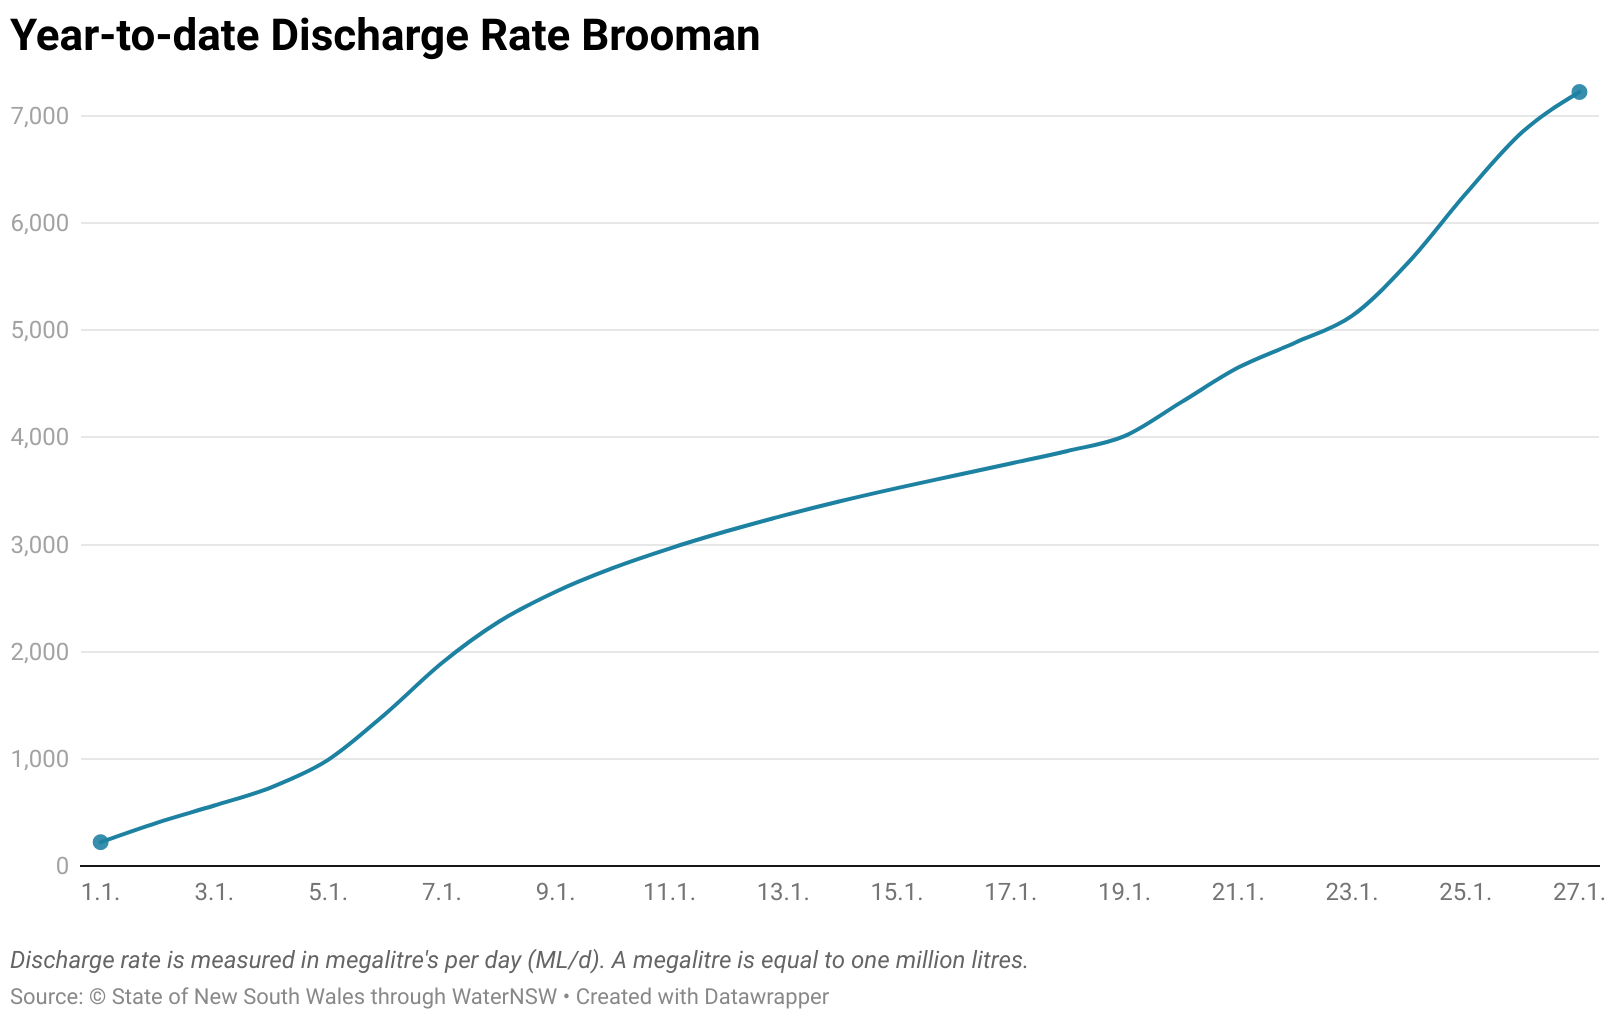 Year-to-date Discharge Rate Brooman
7,000
6,000
5,000
4,000
3,000
2,000
1,000
0
1.1. 3.1. 5.1. 7.1. 9.1. 11.1. 13.1. 15.1. 17.1. 19.1. 21.1. 23.1. 25.1. 27.1.
Discharge rate is measured in megalitre's per day (ML/d). A megalitre is equal to one million litres.
Source: © State of New South Wales through WaterNSW • Created with Datawrapper